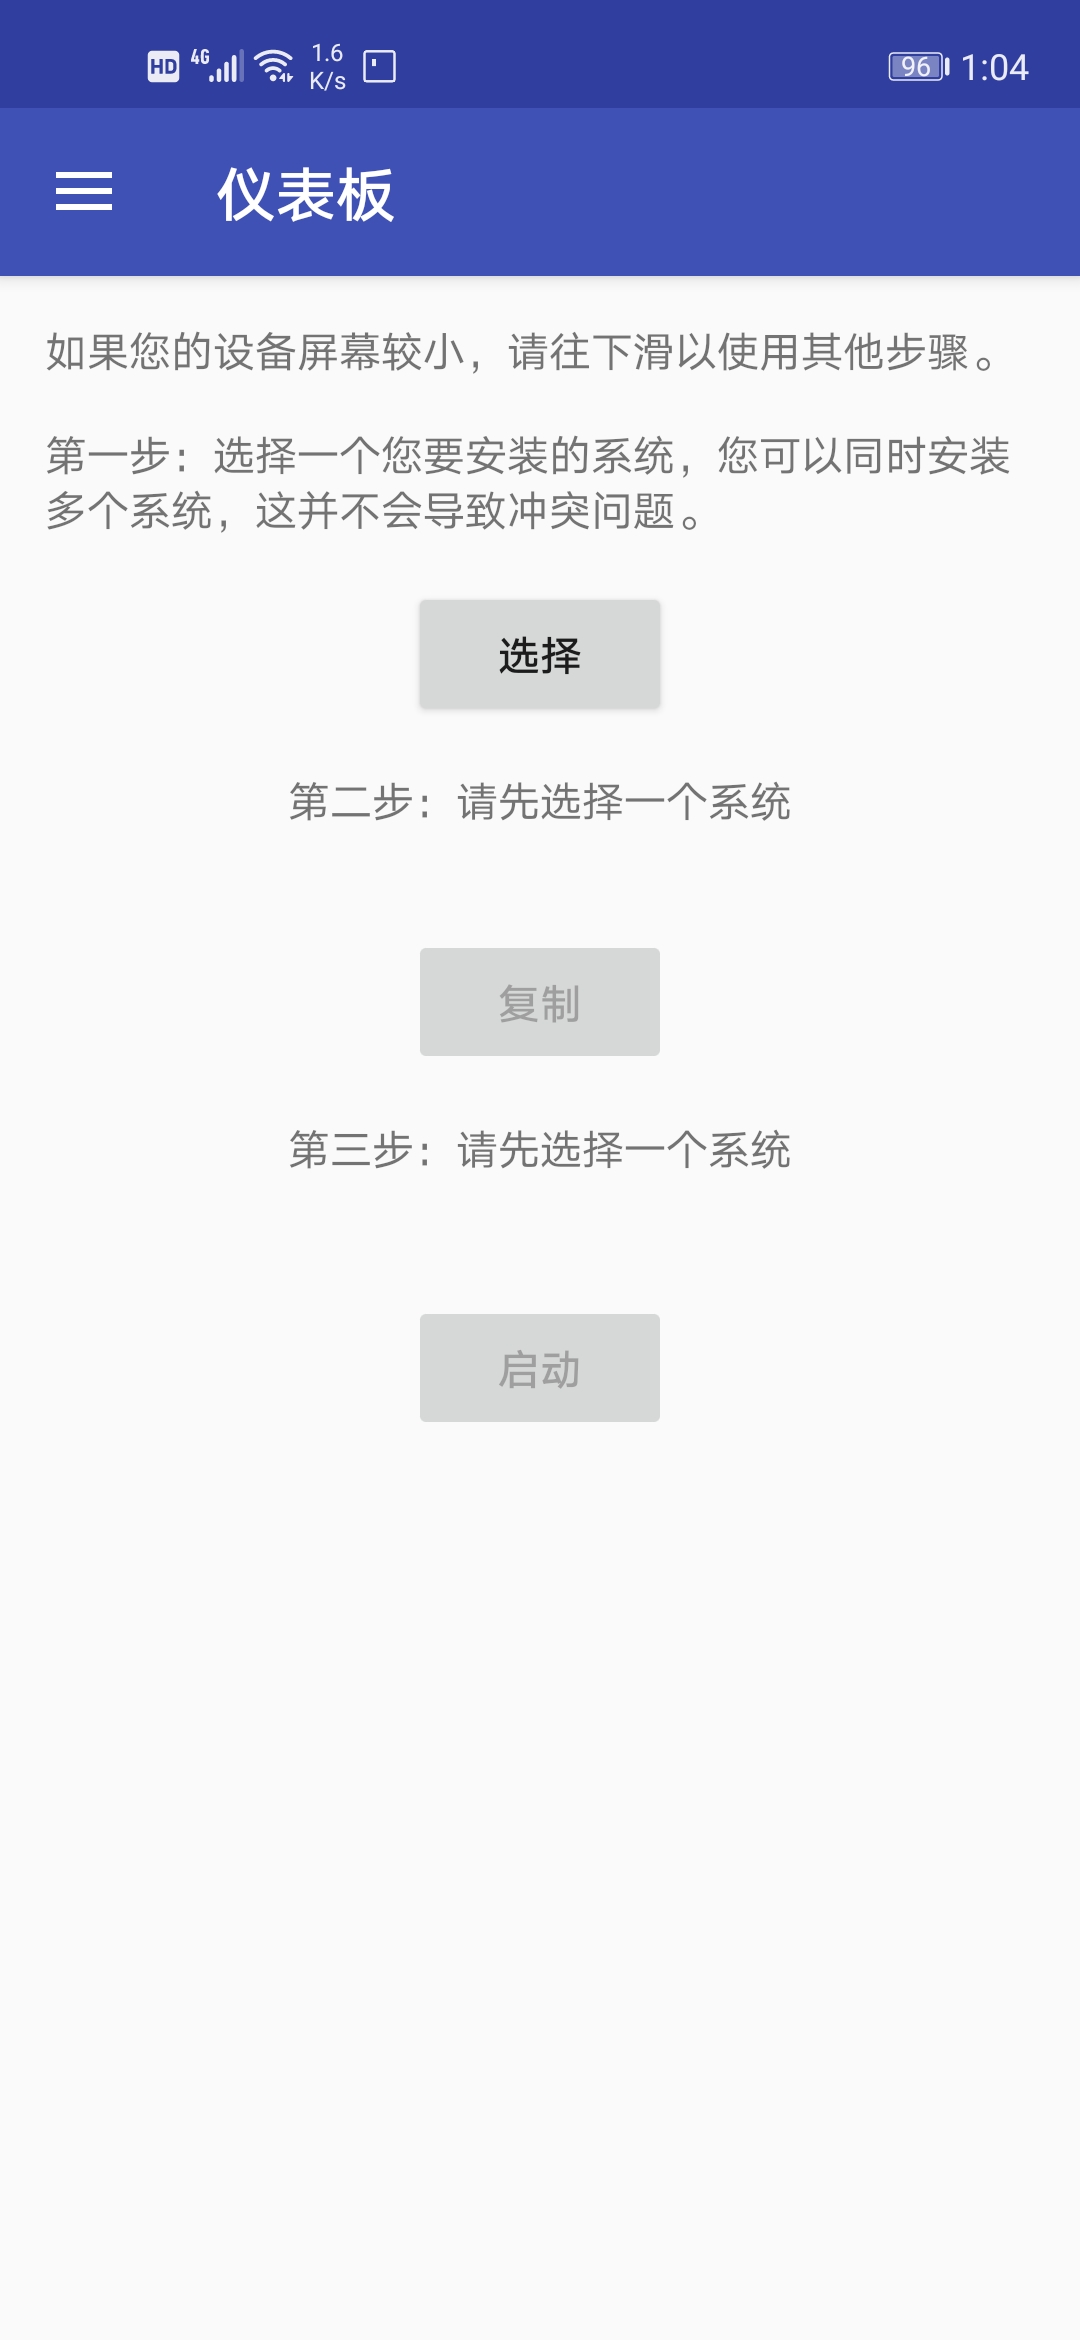 HD 4G 1.6 K/s 96 1:04
仪表板
如果您的设备屏幕较小，请往下滑以使用其他步骤。
第一步：选择一个您要安装的系统，您可以同时安装
多个系统，这并不会导致冲突问题。
选择
第二步：请先选择一个系统
复制
第三步：请先选择一个系统
启动